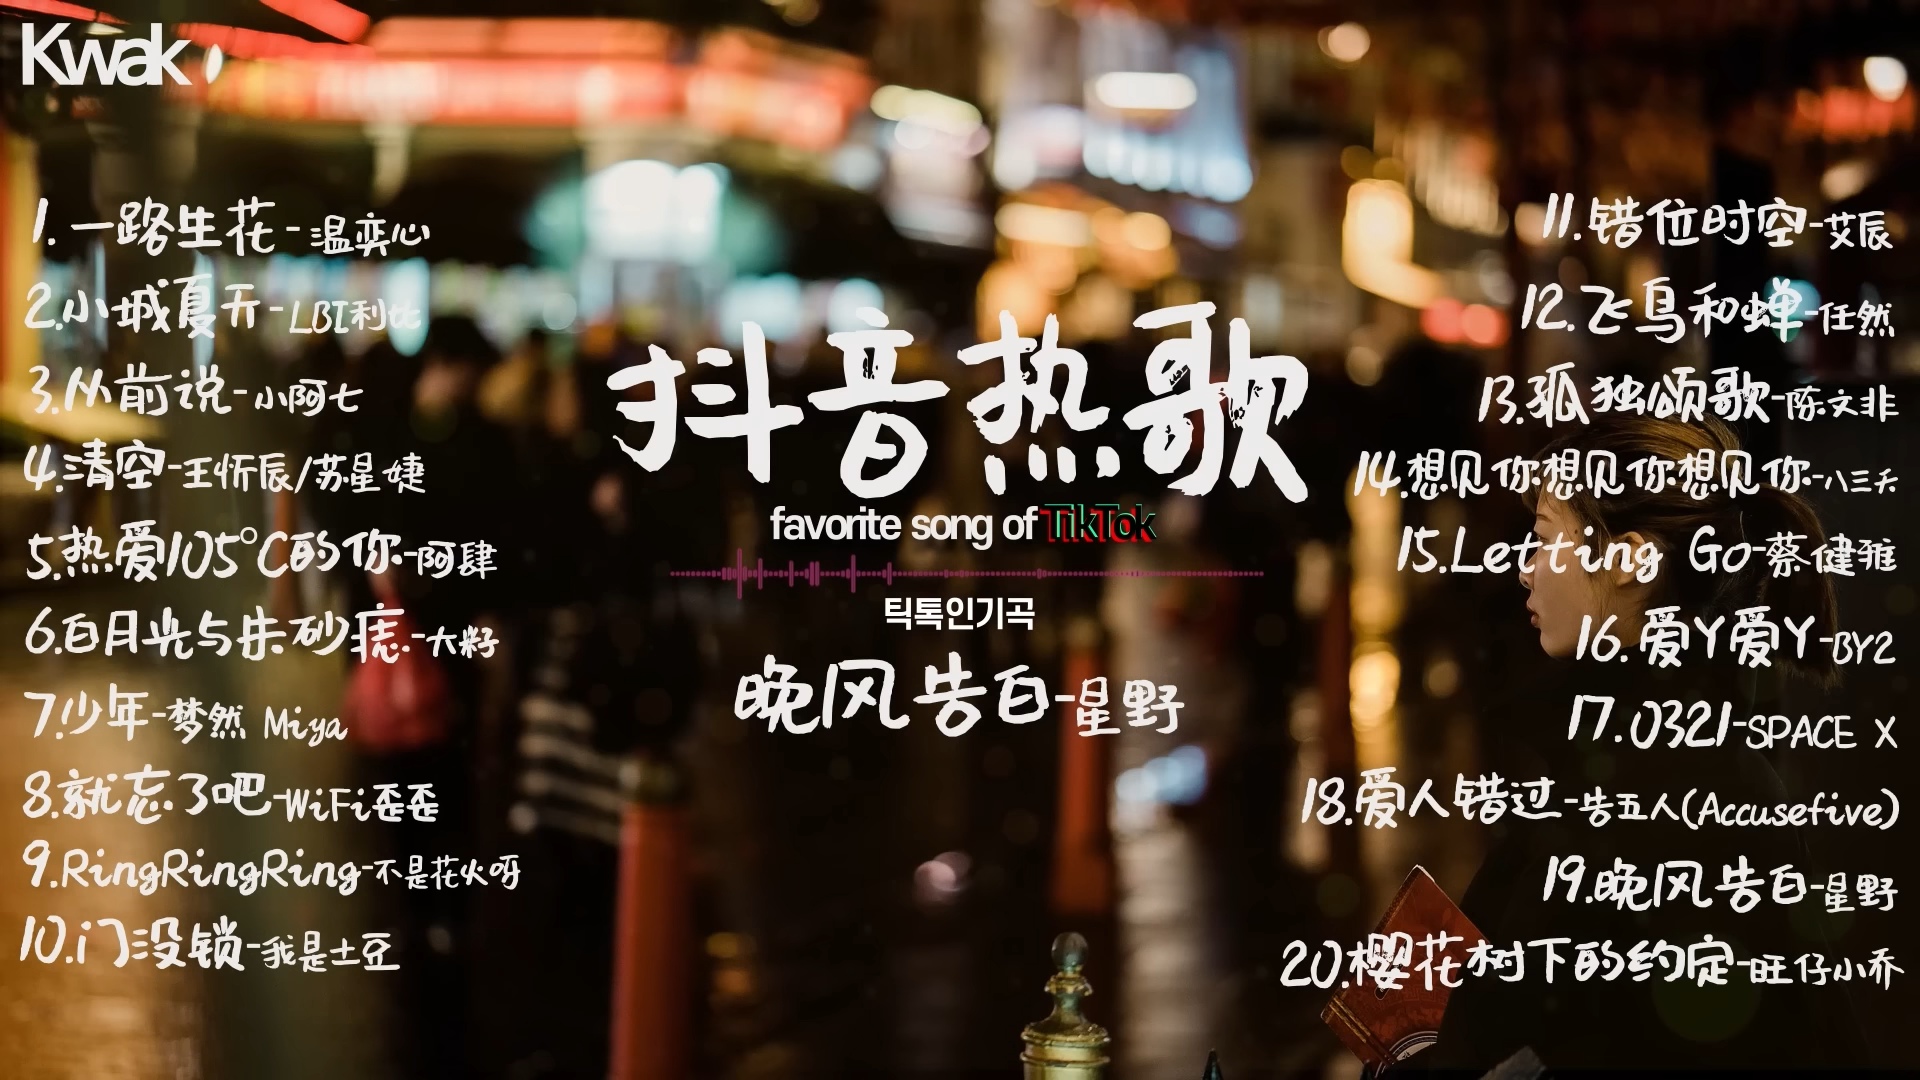 Kwak
1.一路生花-温奕心
2.小城夏天-LBI利比
3.从前说-小阿七
4.清空-王忻辰/苏星婕
5.热爱105°C的你-阿肆
6.白月光与朱砂痣-大籽
7.少年-梦然 Miya
8.就忘了吧-WiFi歪歪
9.RingRingRing-不是花火呀
10.门没锁-我是土豆
抖音热歌
favorite song of TikTok
틱톡인기곡
晚风告白-星野
11.错位时空-艾辰
12.飞鸟和蝉-任然
13.孤独颂歌-陈文非
14.想见你想见你想见你-八三夭
15.Letting Go-蔡健雅
16.爱Y爱Y-BY2
17.0321-SPACE X
18.爱人错过-告五人(Accusefive)
19.晚风告白-星野
20.樱花树下的约定-旺仔小乔